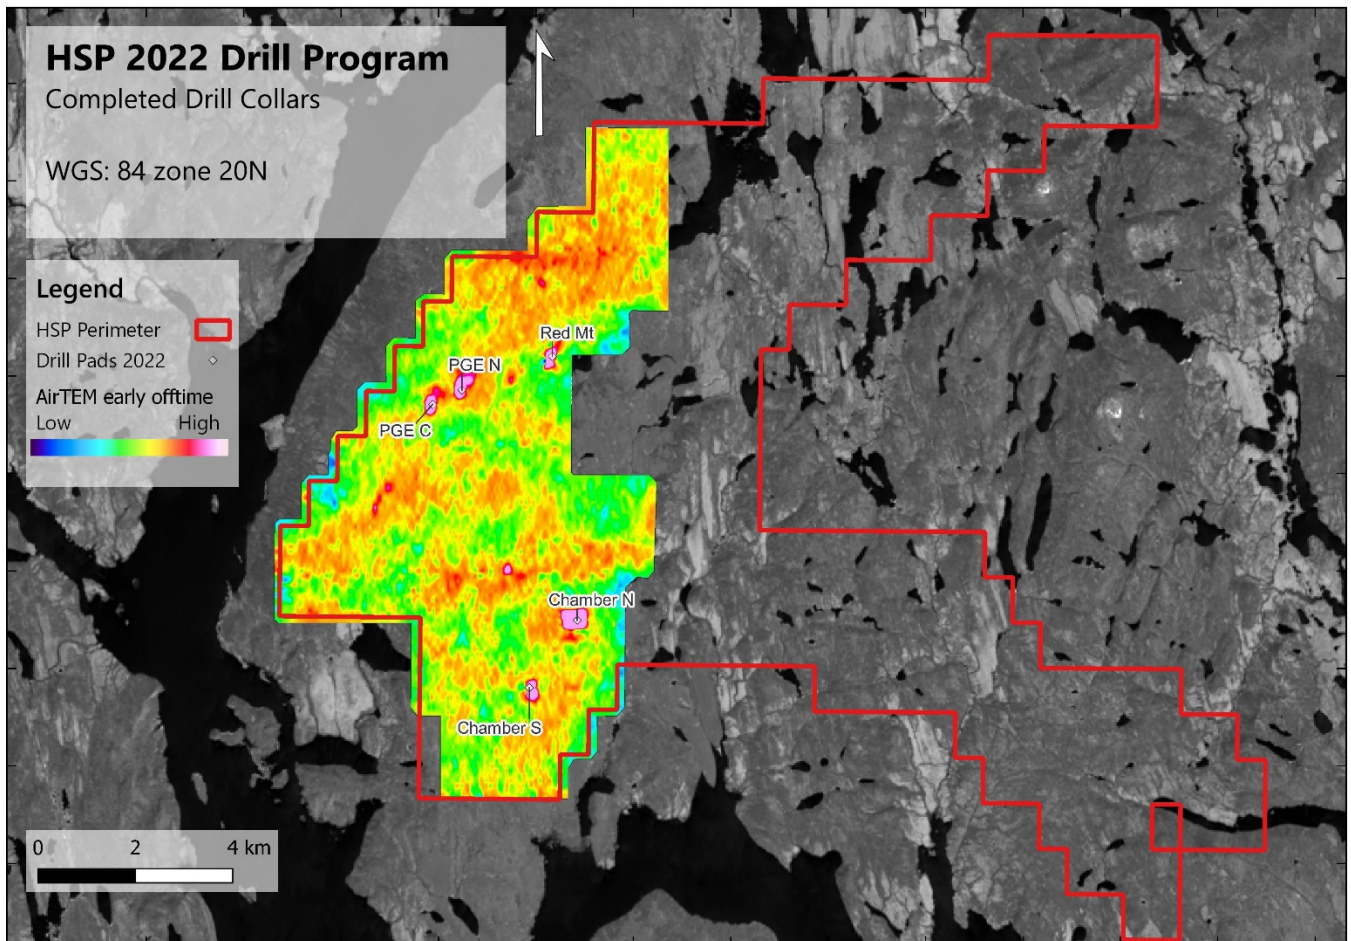 HSP 2022 Drill Program
Completed Drill Collars
WGS: 84 zone 20N
Legend
HSP Perimeter
Drill Pads 2022
AirTEM early offtime
Low High
Red Mt
PGE N
PGE C
Chamber N
Chamber S
0 2 4 km